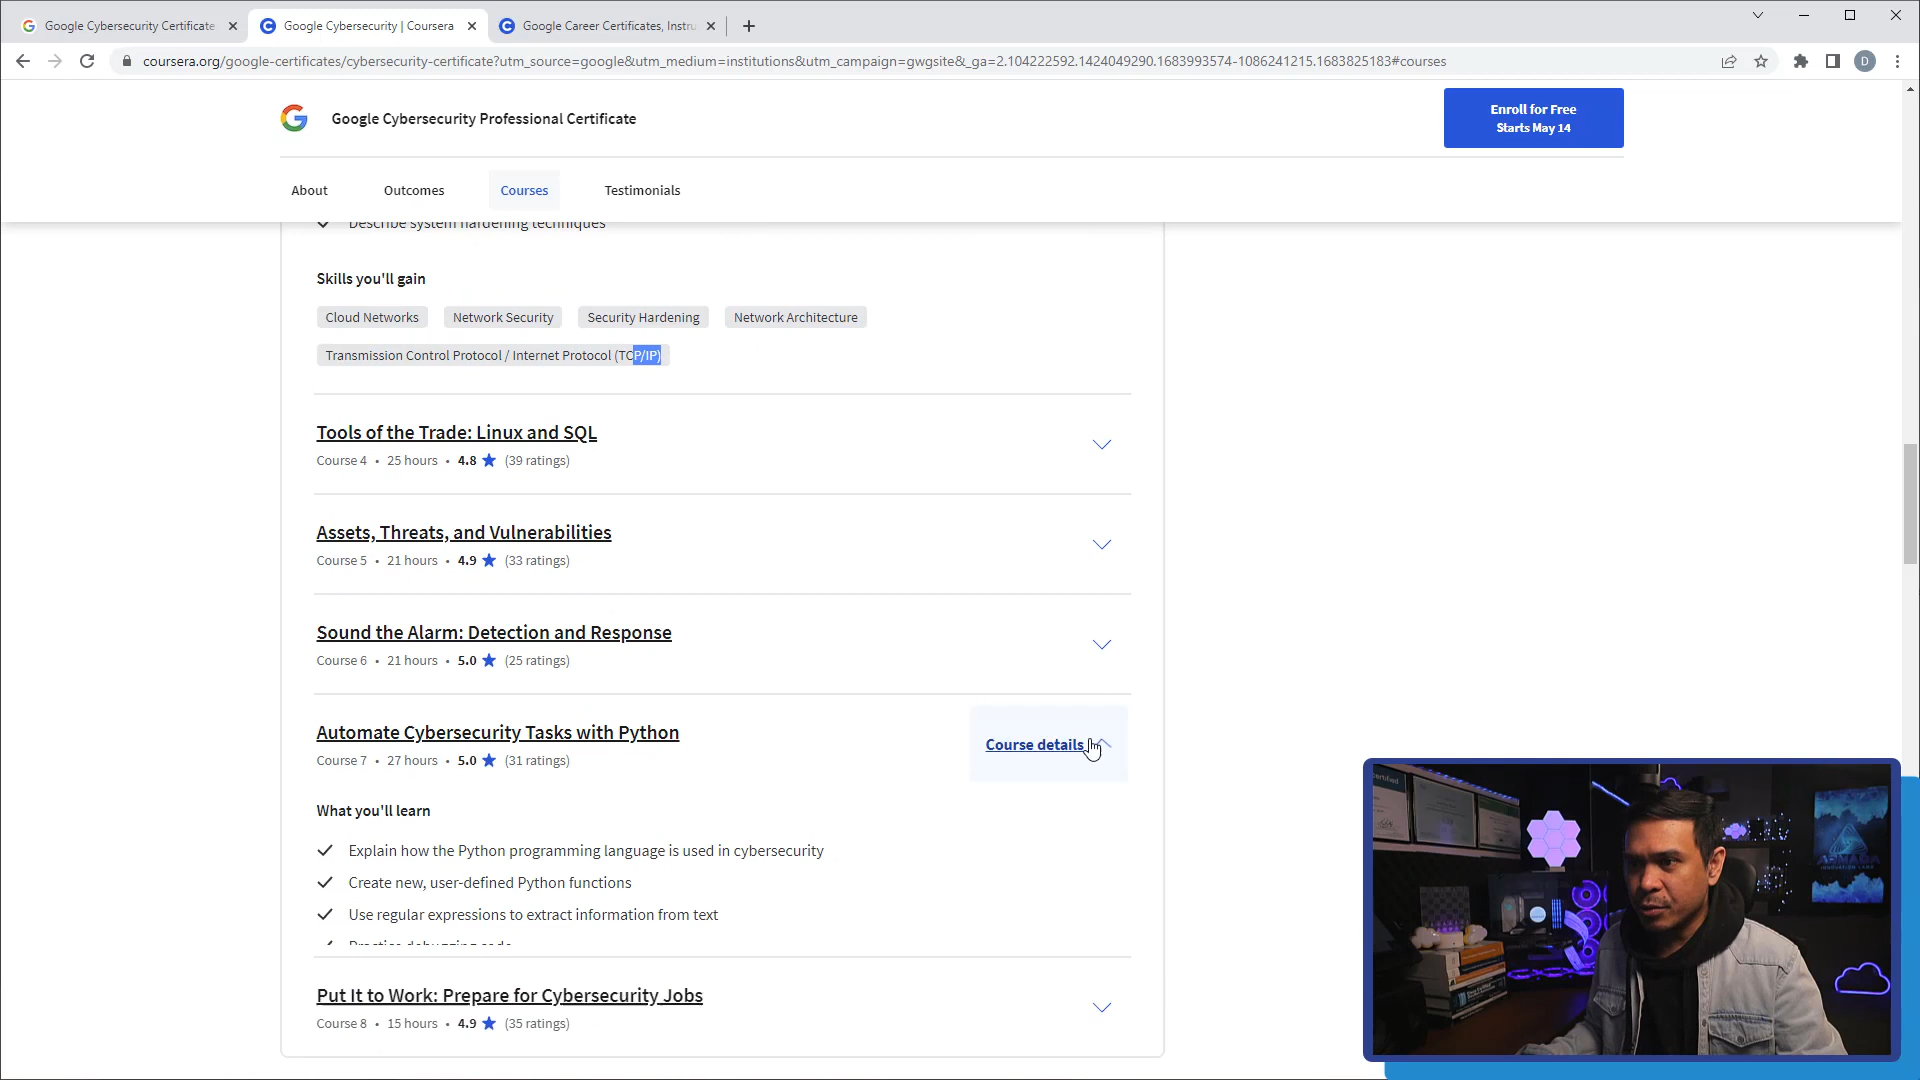 Google Cybersecurity Certificate
Google Cybersecurity | Coursera
Google Career Certificates, Instru
coursera.org/google-certificates/cybersecurity-certificate?utm_source=google&utm_medium=institutions&utm_campaign=gwgsite&_ga=2.104222592.1424049290.1683993574-1086241215.1683825183#courses
D
Google Cybersecurity Professional Certificate
Enroll for Free
Starts May 14
About
Outcomes
Courses
Testimonials
Describe system hardening techniques
Skills you'll gain
Cloud Networks
Network Security
Security Hardening
Network Architecture
Transmission Control Protocol / Internet Protocol (TCP/IP)
Tools of the Trade: Linux and SQL
Course 4 • 25 hours • 4.8 ★ (39 ratings)
Assets, Threats, and Vulnerabilities
Course 5 • 21 hours • 4.9 ★ (33 ratings)
Sound the Alarm: Detection and Response
Course 6 • 21 hours • 5.0 ★ (25 ratings)
Automate Cybersecurity Tasks with Python
Course details
Course 7 • 27 hours • 5.0 ★ (31 ratings)
What you'll learn
Explain how the Python programming language is used in cybersecurity
Create new, user-defined Python functions
Use regular expressions to extract information from text
Practice debugging code
Put It to Work: Prepare for Cybersecurity Jobs
Course 8 • 15 hours • 4.9 ★ (35 ratings)